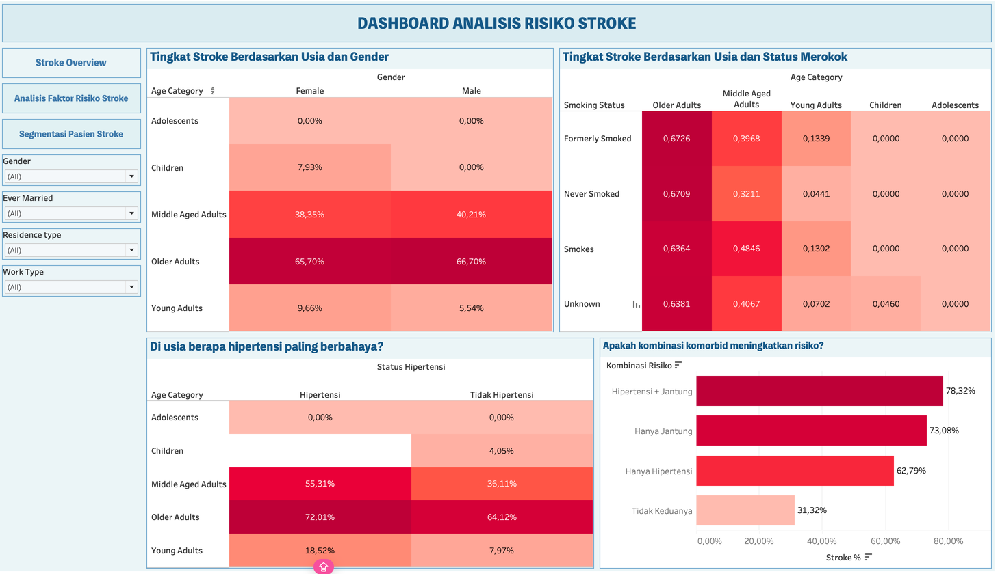 DASHBOARD ANALISIS RISIKO STROKE
Stroke Overview
Analisis Faktor Risiko Stroke
Segmentasi Pasien Stroke
Gender
(All)
Ever Married
(All)
Residence type
(All)
Work Type
(All)
Tingkat Stroke Berdasarkan Usia dan Gender
Gender
Age Category Female Male
Adolescents 0,00% 0,00%
Children 7,93% 0,00%
Middle Aged Adults 38,35% 40,21%
Older Adults 65,70% 66,70%
Young Adults 9,66% 5,54%
Tingkat Stroke Berdasarkan Usia dan Status Merokok
Age Category
Smoking Status Older Adults Middle Aged Adults Young Adults Children Adolescents
Formerly Smoked 0,6726 0,3968 0,1339 0,0000 0,0000
Never Smoked 0,6709 0,3211 0,0441 0,0000 0,0000
Smokes 0,6364 0,4846 0,1302 0,0000 0,0000
Unknown 0,6381 0,4067 0,0702 0,0460 0,0000
Di usia berapa hipertensi paling berbahaya?
Status Hipertensi
Age Category Hipertensi Tidak Hipertensi
Adolescents 0,00% 0,00%
Children 4,05%
Middle Aged Adults 55,31% 36,11%
Older Adults 72,01% 64,12%
Young Adults 18,52% 7,97%
Apakah kombinasi komorbid meningkatkan risiko?
Kombinasi Risiko
Hipertensi + Jantung 78,32%
Hanya Jantung 73,08%
Hanya Hipertensi 62,79%
Tidak Keduanya 31,32%
0,00% 20,00% 40,00% 60,00% 80,00%
Stroke %